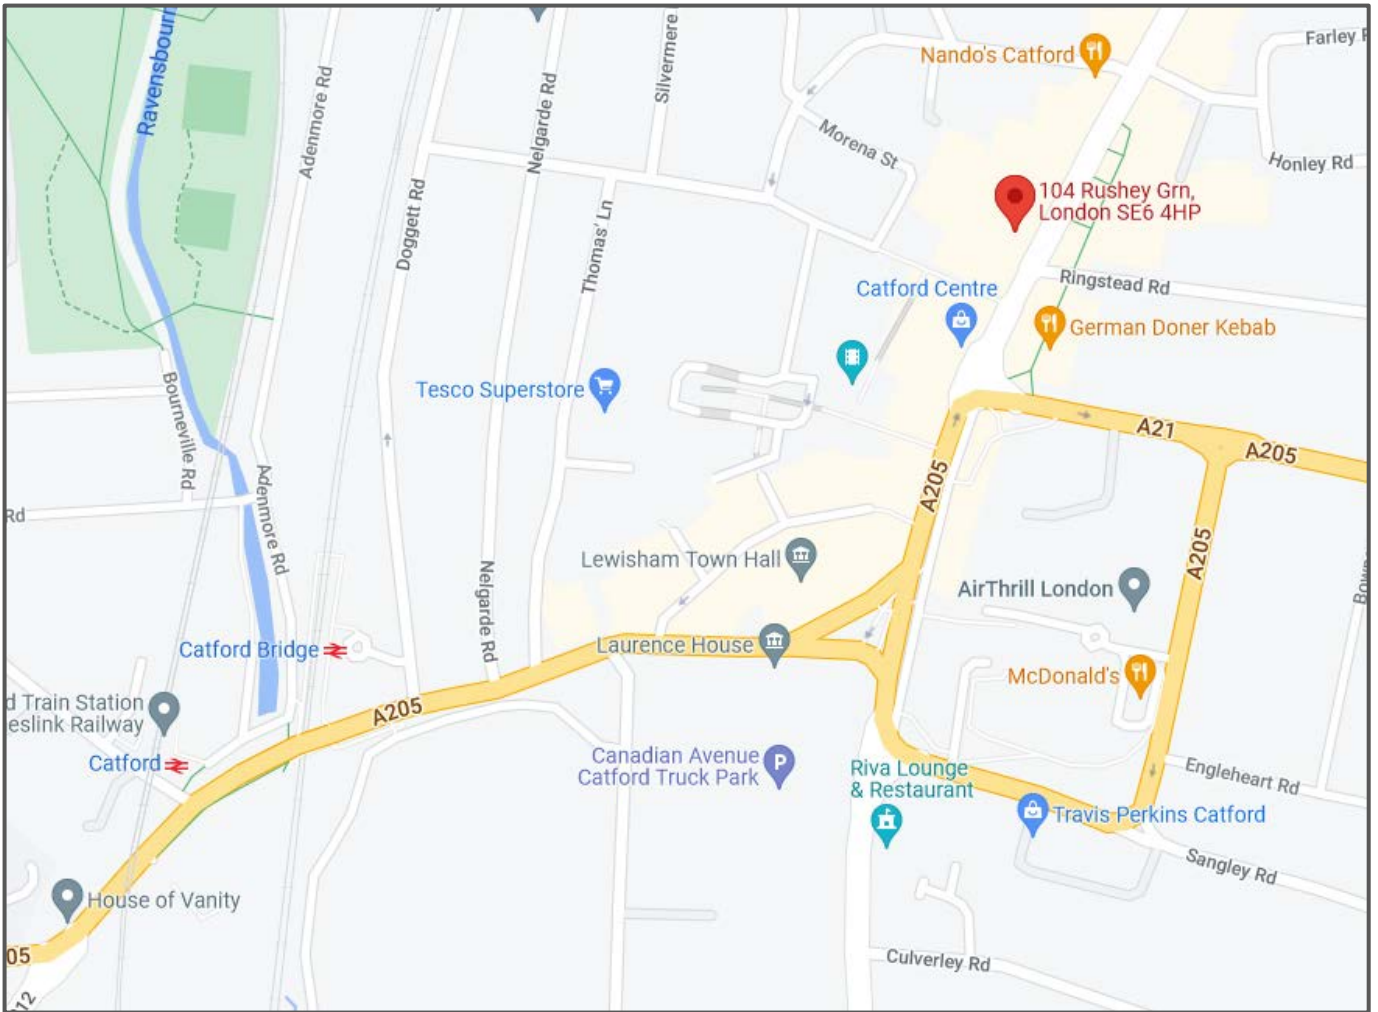 Ravensbourn
Adenmore Rd
Nelgarde Rd
Silvermere
Nando's Catford
Farley
Morena St
Honley Rd
104 Rushey Grn,
London SE6 4HP
Doggett Rd
Thomas' Ln
Ringstead Rd
Catford Centre
German Doner Kebab
Tesco Superstore
Bourneville Rd
A21
A205
A205
Rd
Adenmore Rd
Lewisham Town Hall
A205
AirThrill London
Nelgarde Rd
Catford Bridge
Laurence House
McDonald's
d Train Station
eslink Railway
A205
Catford
Canadian Avenue
Catford Truck Park
P
Riva Lounge
& Restaurant
Engleheart Rd
Travis Perkins Catford
Sangley Rd
House of Vanity
05
Culverley Rd